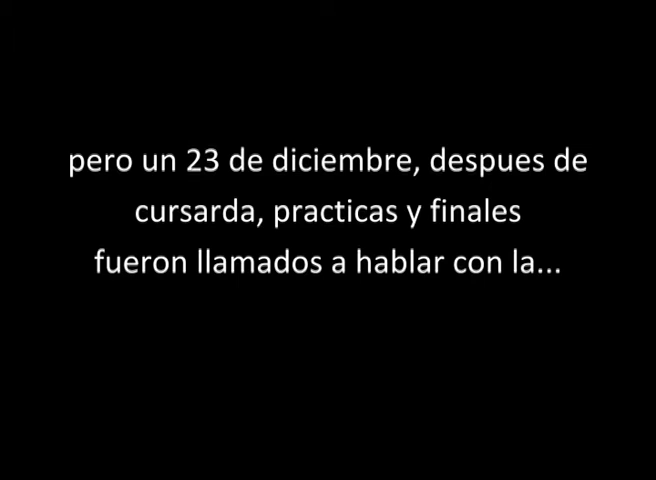 pero un 23 de diciembre, despues de
cursarda, practicas y finales
fueron llamados a hablar con la...